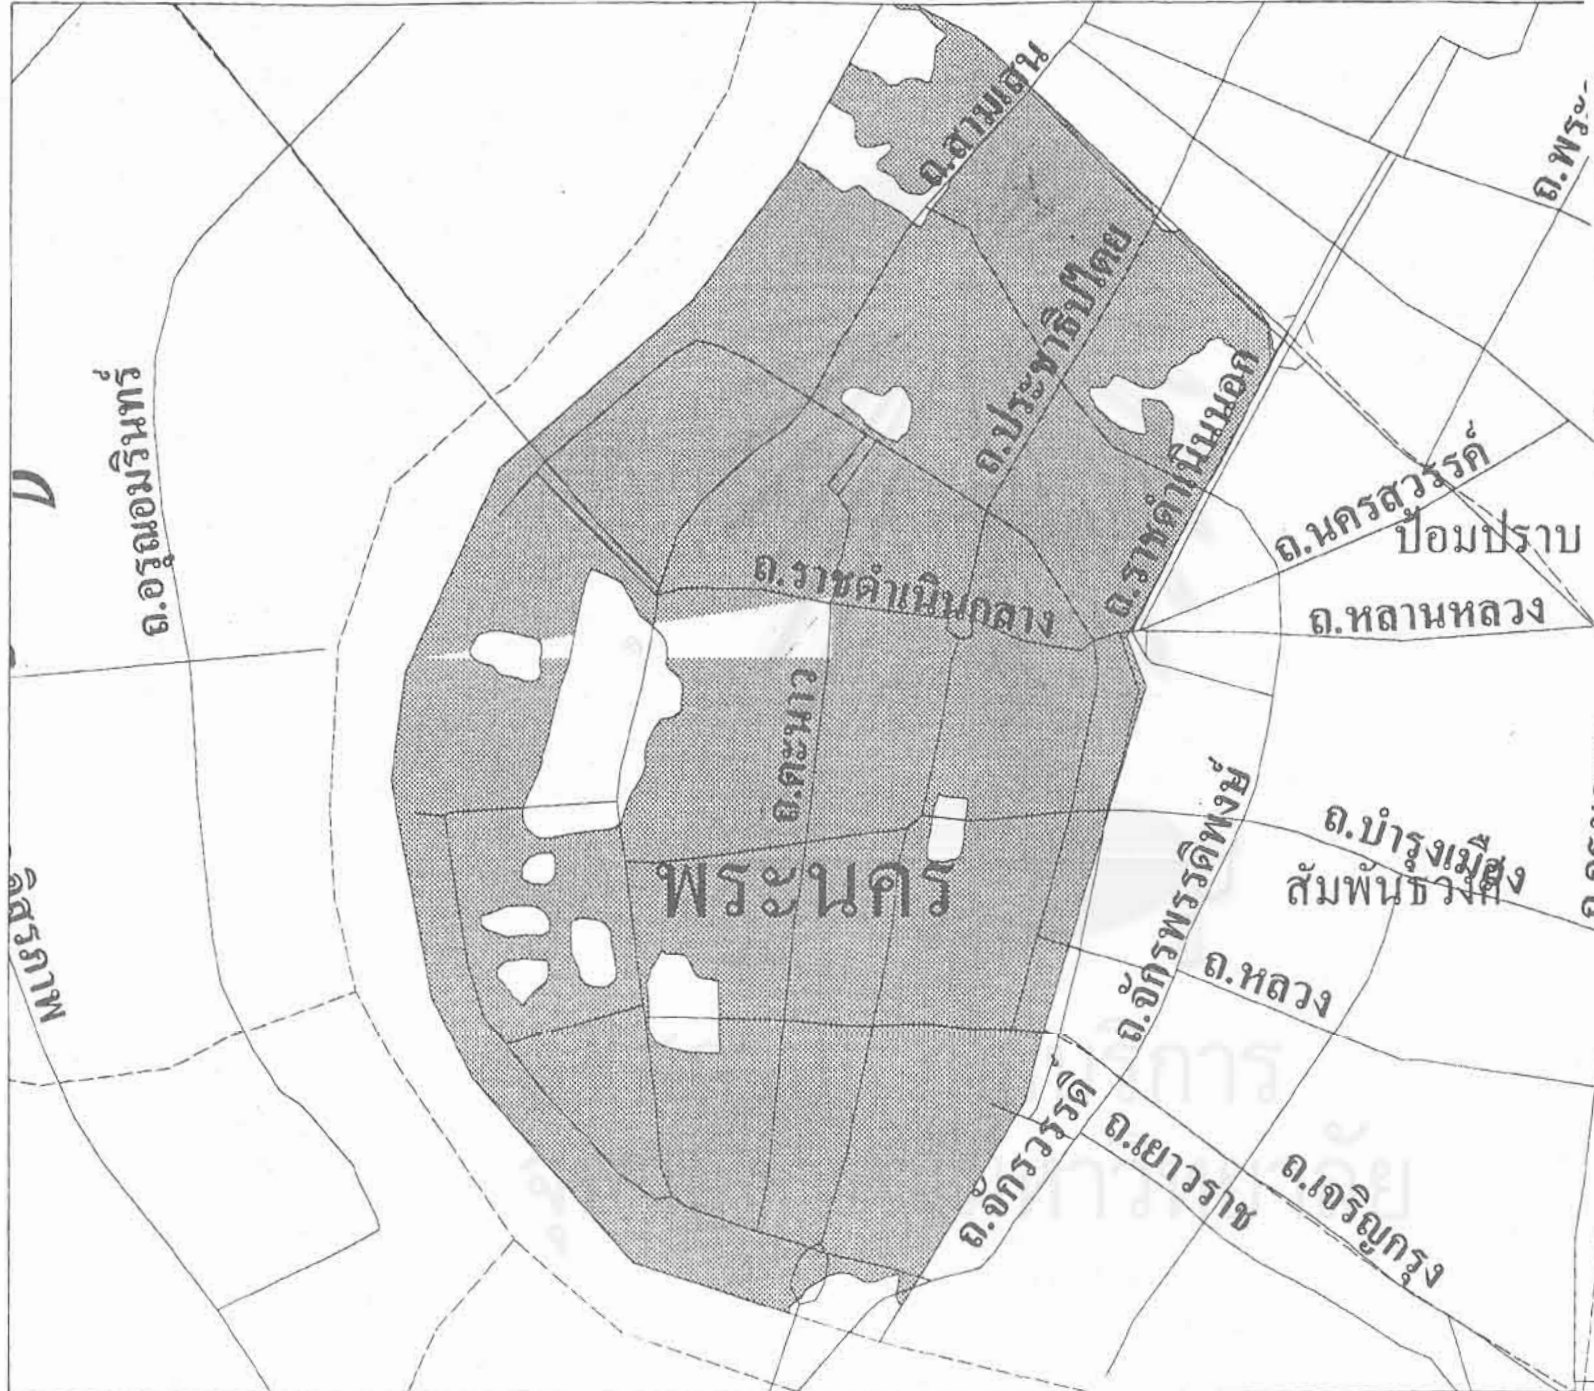 ถ.สามเสน
ถ.พระ
ถ.ประชาธิปไตย
ถ.ราชดำเนินนอก
ถ.อรุณอมรินทร์
ถ.นครสวรรค์
ป้อมปราบ
ถ.ราชดำเนินกลาง
ถ.หลานหลวง
ถ.ตะนาว
ถ.จักรพรรดิพงษ์
ถ.บำรุงเมือง
สัมพันธวงศ์
พระนคร
อิสรภาพ
ถ.หลวง
ถ.จักรวรรดิ
ถ.เยาวราช
ถ.เจริญกรุง